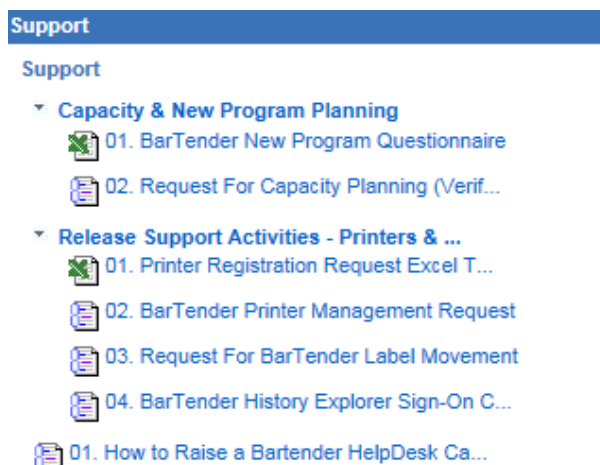 Support
Support
Capacity & New Program Planning
01. BarTender New Program Questionnaire
02. Request For Capacity Planning (Verif...
Release Support Activities - Printers & ...
01. Printer Registration Request Excel T...
02. BarTender Printer Management Request
03. Request For BarTender Label Movement
04. BarTender History Explorer Sign-On C...
01. How to Raise a Bartender HelpDesk Ca...